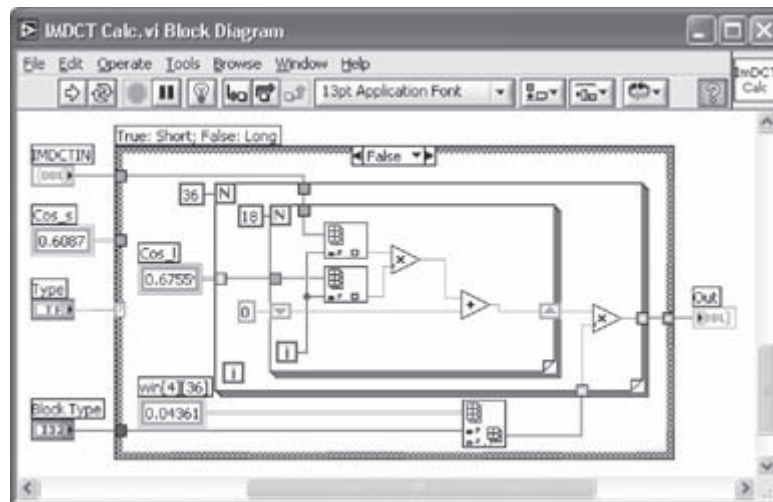 IMDCT Calc.vi Block Diagram
File Edit Operate Tools Browse Window Help
13pt Application Font
ImDCT
Calc
True: Short; False: Long
IMDCTIN
False
36
N
Cos_s
18
N
0.6087
Cos_l
0.6755
Type
Out
TF
0
i
i
win[4][36]
Block Type
0.04361
I32